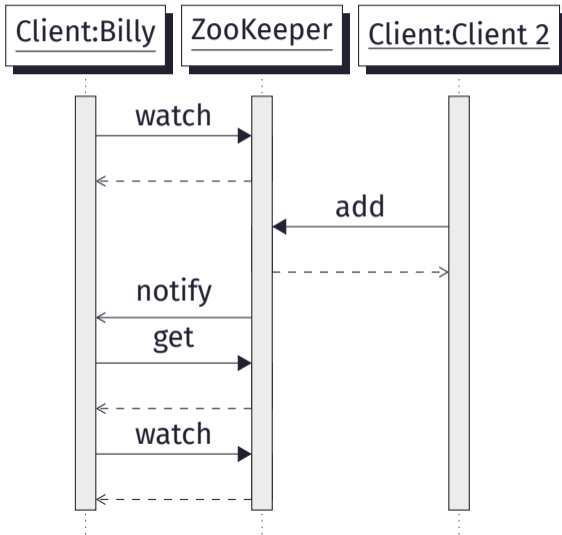 Client:Billy
ZooKeeper
Client:Client 2
watch
add
notify
get
watch